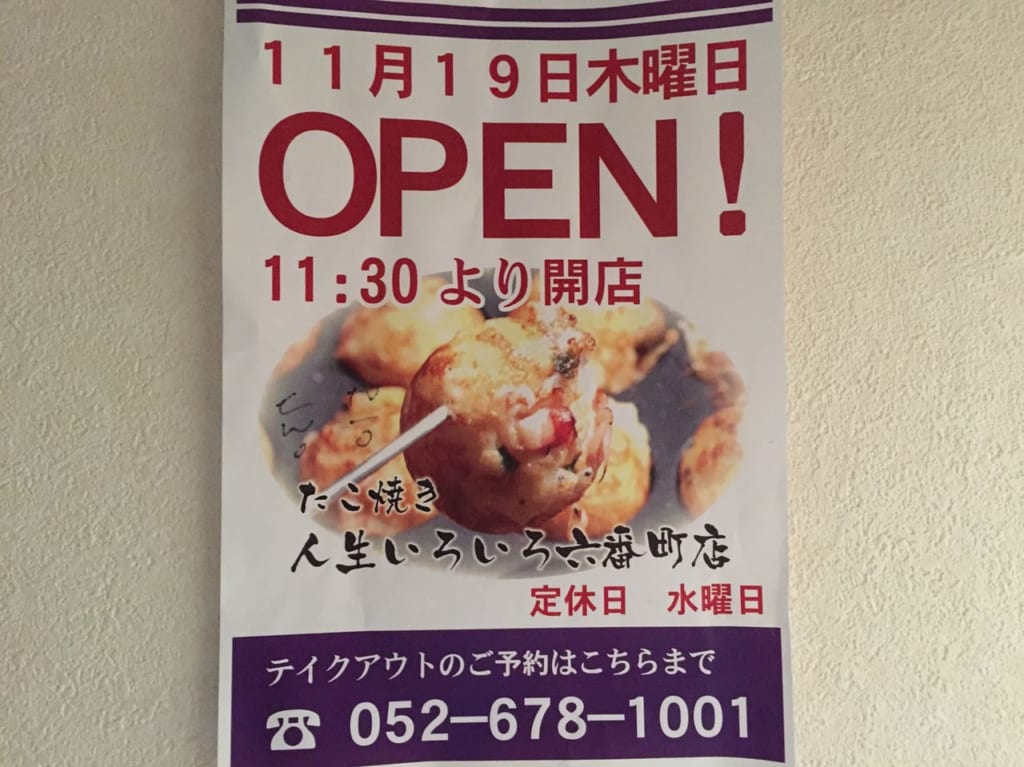 １１月１９日木曜日
OPEN！
11:30より開店
たこ焼き
人生いろいろ六番町店
定休日　水曜日
テイクアウトのご予約はこちらまで
☎ 052—678—1001